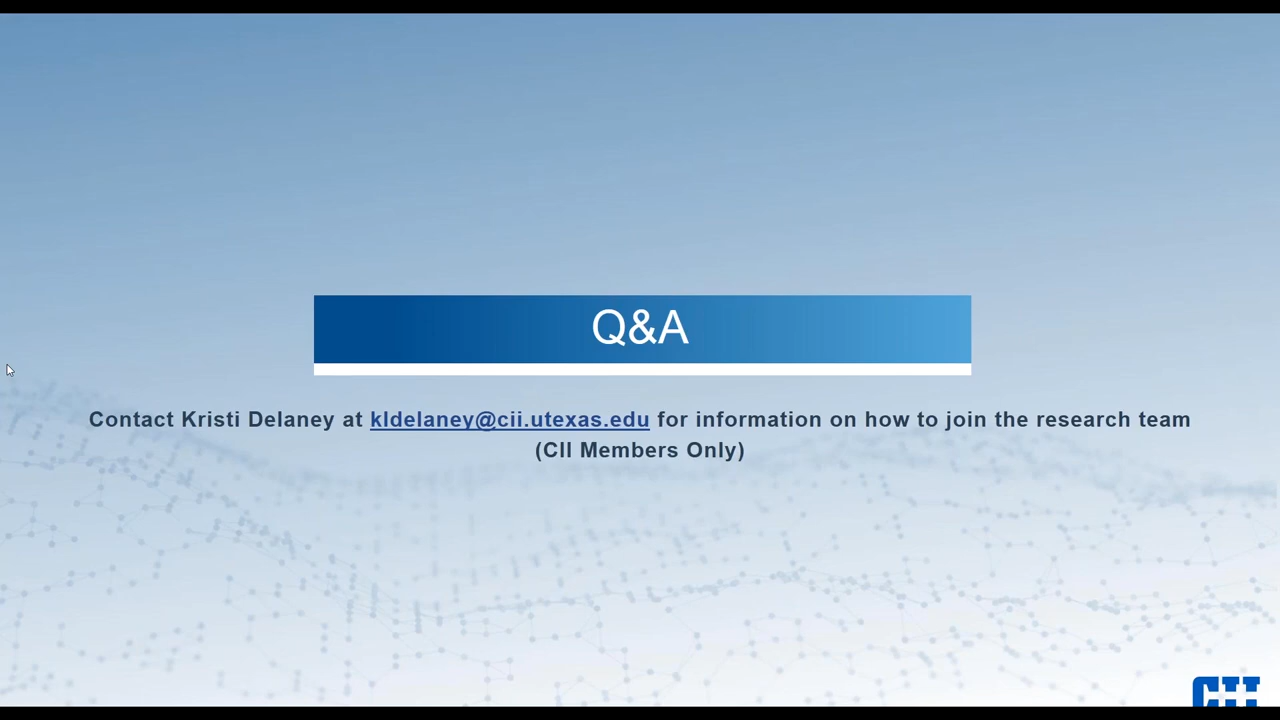 Q&A
Contact Kristi Delaney at kldelaney@cii.utexas.edu for information on how to join the research team
(CII Members Only)
CII